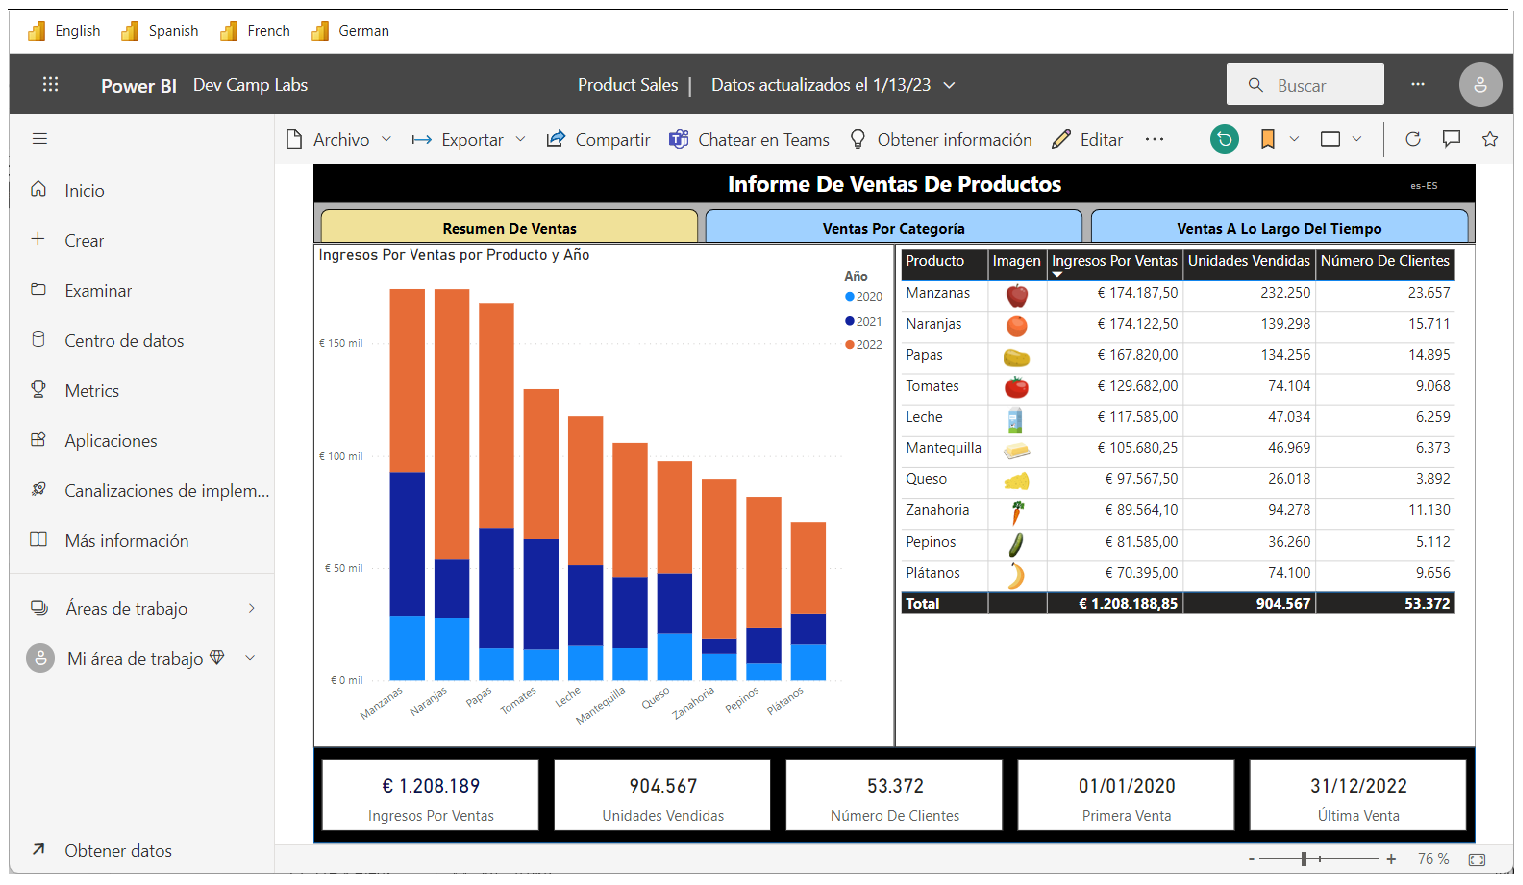 English Spanish French German
Power BI Dev Camp Labs Product Sales | Datos actualizados el 1/13/23 Buscar
Archivo Exportar Compartir Chatear en Teams Obtener información Editar
Inicio
Crear
Examinar
Centro de datos
Metrics
Aplicaciones
Canalizaciones de implem...
Más información
Áreas de trabajo
Mi área de trabajo
Obtener datos
Informe De Ventas De Productos es-ES
Resumen De Ventas Ventas Por Categoría Ventas A Lo Largo Del Tiempo
Ingresos Por Ventas por Producto y Año
Año
2020
2021
2022
€ 150 mil
€ 100 mil
€ 50 mil
€ 0 mil
Manzanas Naranjas Papas Tomates Leche Mantequilla Queso Zanahoria Pepinos Plátanos
Producto Imagen Ingresos Por Ventas Unidades Vendidas Número De Clientes
Manzanas € 174.187,50 232.250 23.657
Naranjas € 174.122,50 139.298 15.711
Papas € 167.820,00 134.256 14.895
Tomates € 129.682,00 74.104 9.068
Leche € 117.585,00 47.034 6.259
Mantequilla € 105.680,25 46.969 6.373
Queso € 97.567,50 26.018 3.892
Zanahoria € 89.564,10 94.278 11.130
Pepinos € 81.585,00 36.260 5.112
Plátanos € 70.395,00 74.100 9.656
Total € 1.208.188,85 904.567 53.372
€ 1.208.189 904.567 53.372 01/01/2020 31/12/2022
Ingresos Por Ventas Unidades Vendidas Número De Clientes Primera Venta Última Venta
- + 76 %